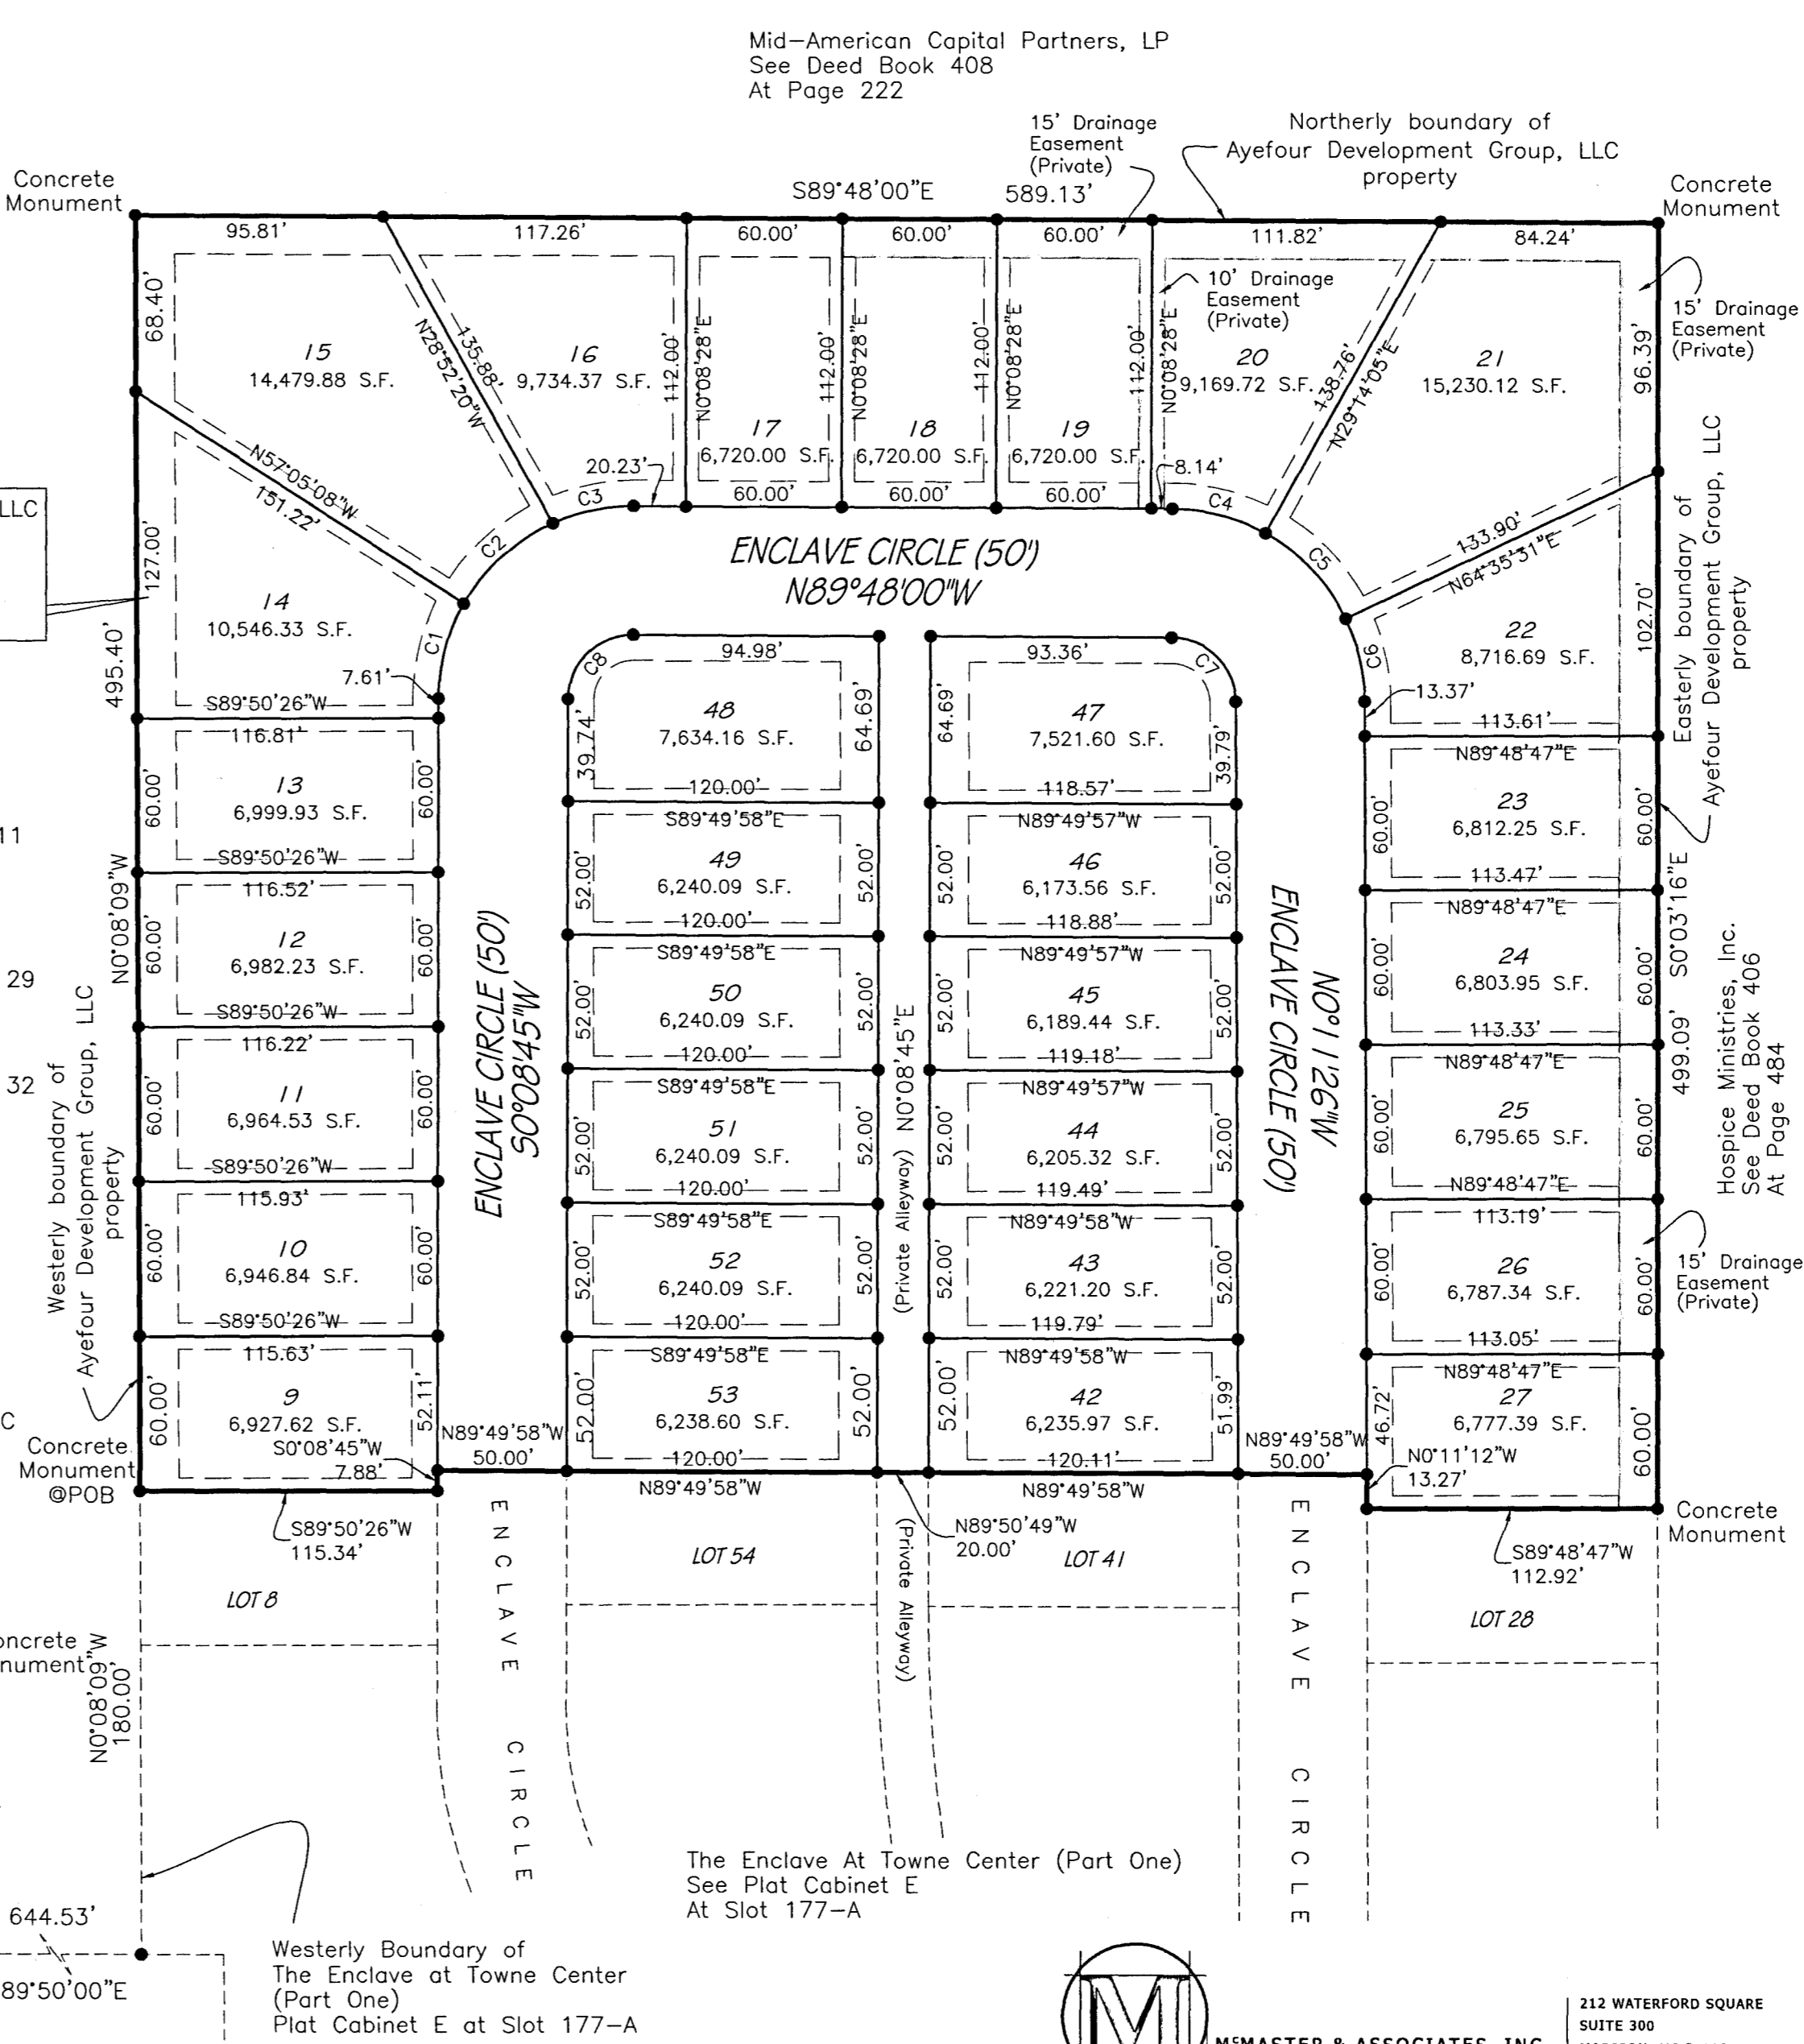 Mid-American Capital Partners, LP
See Deed Book 408
At Page 222
15' Drainage
Easement
(Private)
Northerly boundary of
Ayefour Development Group, LLC
property
Concrete
Monument
S89°48'00"E 589.13'
Concrete
Monument
95.81'
117.26'
60.00'
60.00'
60.00'
111.82'
84.24'
68.40'
15
14,479.88 S.F.
N28°52'20"W
135.88'
16
9,734.37 S.F.
112.00'
N0°08'28"E
17
6,720.00 S.F.
112.00'
N0°08'28"E
18
6,720.00 S.F.
112.00'
N0°08'28"E
19
6,720.00 S.F.
112.00'
N0°08'28"E
10' Drainage
Easement
(Private)
20
9,169.72 S.F.
138.76'
N29°14'05"E
21
15,230.12 S.F.
15' Drainage
Easement
(Private)
96.39'
N57°05'08"W
151.22'
20.23'
60.00'
60.00'
60.00'
8.14'
C1
C2
C3
C4
C5
C6
C7
C8
LLC
127.00'
14
10,546.33 S.F.
7.61'
S89°50'26"W
116.81'
495.40'
ENCLAVE CIRCLE (50')
N89°48'00"W
133.90'
N64°35'31"E
22
8,716.69 S.F.
102.70'
13.37'
113.61'
N89°48'47"E
Easterly boundary of
Ayefour Development Group, LLC
property
94.98'
48
7,634.16 S.F.
39.74'
64.69'
120.00'
S89°49'58"E
93.36'
64.69'
47
7,521.60 S.F.
39.79'
118.57'
N89°49'57"W
60.00'
13
6,999.93 S.F.
60.00'
S89°50'26"W
116.52'
52.00'
49
6,240.09 S.F.
52.00'
120.00'
S89°49'58"E
52.00'
46
6,173.56 S.F.
52.00'
118.88'
N89°49'57"W
60.00'
23
6,812.25 S.F.
60.00'
113.47'
N89°48'47"E
11
N0°08'09"W
60.00'
12
6,982.23 S.F.
60.00'
S89°50'26"W
116.22'
ENCLAVE CIRCLE (50')
S0°08'45"W
52.00'
50
6,240.09 S.F.
52.00'
120.00'
S89°49'58"E
(Private Alleyway) N0°08'45"E
52.00'
45
6,189.44 S.F.
52.00'
119.18'
N89°49'57"W
N0°11'26"W
ENCLAVE CIRCLE (50')
60.00'
24
6,803.95 S.F.
60.00'
113.33'
N89°48'47"E
S0°03'16"E
499.09'
Hospice Ministries, Inc.
See Deed Book 406
At Page 484
29
32
Westerly boundary of
Ayefour Development Group, LLC
property
60.00'
11
6,964.53 S.F.
60.00'
S89°50'26"W
115.93'
52.00'
51
6,240.09 S.F.
52.00'
120.00'
S89°49'58"E
52.00'
44
6,205.32 S.F.
52.00'
119.49'
N89°49'58"W
60.00'
25
6,795.65 S.F.
60.00'
N89°48'47"E
113.19'
60.00'
10
6,946.84 S.F.
60.00'
S89°50'26"W
115.63'
52.00'
52
6,240.09 S.F.
52.00'
120.00'
S89°49'58"E
52.00'
43
6,221.20 S.F.
52.00'
119.79'
N89°49'58"W
60.00'
26
6,787.34 S.F.
60.00'
113.05'
N89°48'47"E
15' Drainage
Easement
(Private)
C
Concrete
Monument
@POB
60.00'
9
6,927.62 S.F.
52.11'
S0°08'45"W
7.88'
N89°49'58"W
50.00'
52.00'
53
6,238.60 S.F.
52.00'
120.00'
N89°49'58"W
52.00'
42
6,235.97 S.F.
51.99'
120.11'
N89°49'58"W
N89°49'58"W
50.00'
46.72'
27
6,777.39 S.F.
60.00'
N0°11'12"W
13.27'
Concrete
Monument
S89°50'26"W
115.34'
N89°50'49"W
20.00'
S89°48'47"W
112.92'
LOT 8
LOT 54
LOT 41
LOT 28
(Private Alleyway)
ENCLAVE CIRCLE
ENCLAVE CIRCLE
oncrete
nument
N0°08'09"W
180.00'
The Enclave At Towne Center (Part One)
See Plat Cabinet E
At Slot 177-A
644.53'
89°50'00"E
Westerly Boundary of
The Enclave at Towne Center
(Part One)
Plat Cabinet E at Slot 177-A
M
McMASTER & ASSOCIATES, INC.
212 WATERFORD SQUARE
SUITE 300